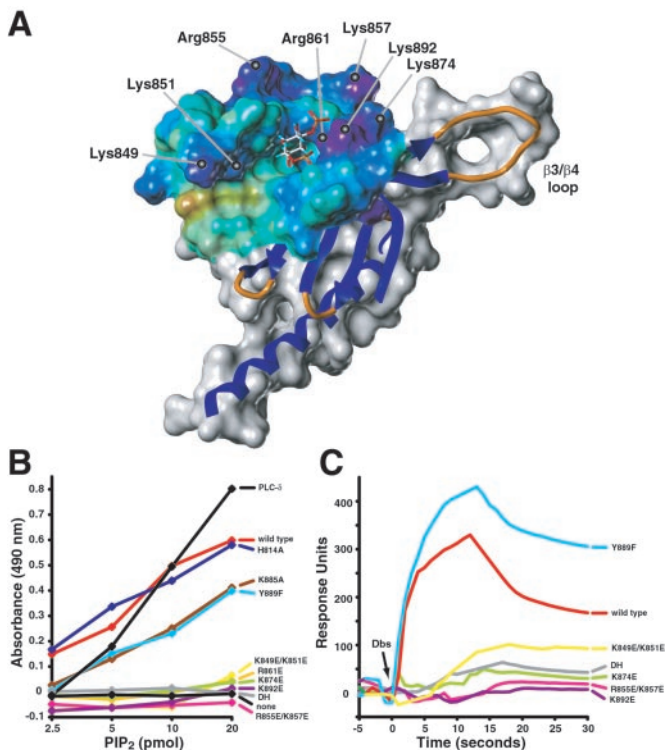 A
Arg855
Arg861
Lys857
Lys892
Lys874
Lys851
Lys849
β3/β4
loop
B
Absorbance (490 nm)
0.8
0.7
0.6
0.5
0.4
0.3
0.2
0.1
0
-0.1
2.5
5
10
20
PIP2 (pmol)
PLC-δ
wild type
H814A
K885A
Y889F
K849E/K851E
R861E
K874E
K892E
DH
none
R855E/K857E
C
Response Units
400
300
200
100
0
-5
0
5
10
15
20
25
30
Time (seconds)
Dbs
Y889F
wild type
K849E/K851E
DH
K874E
R855E/K857E
K892E